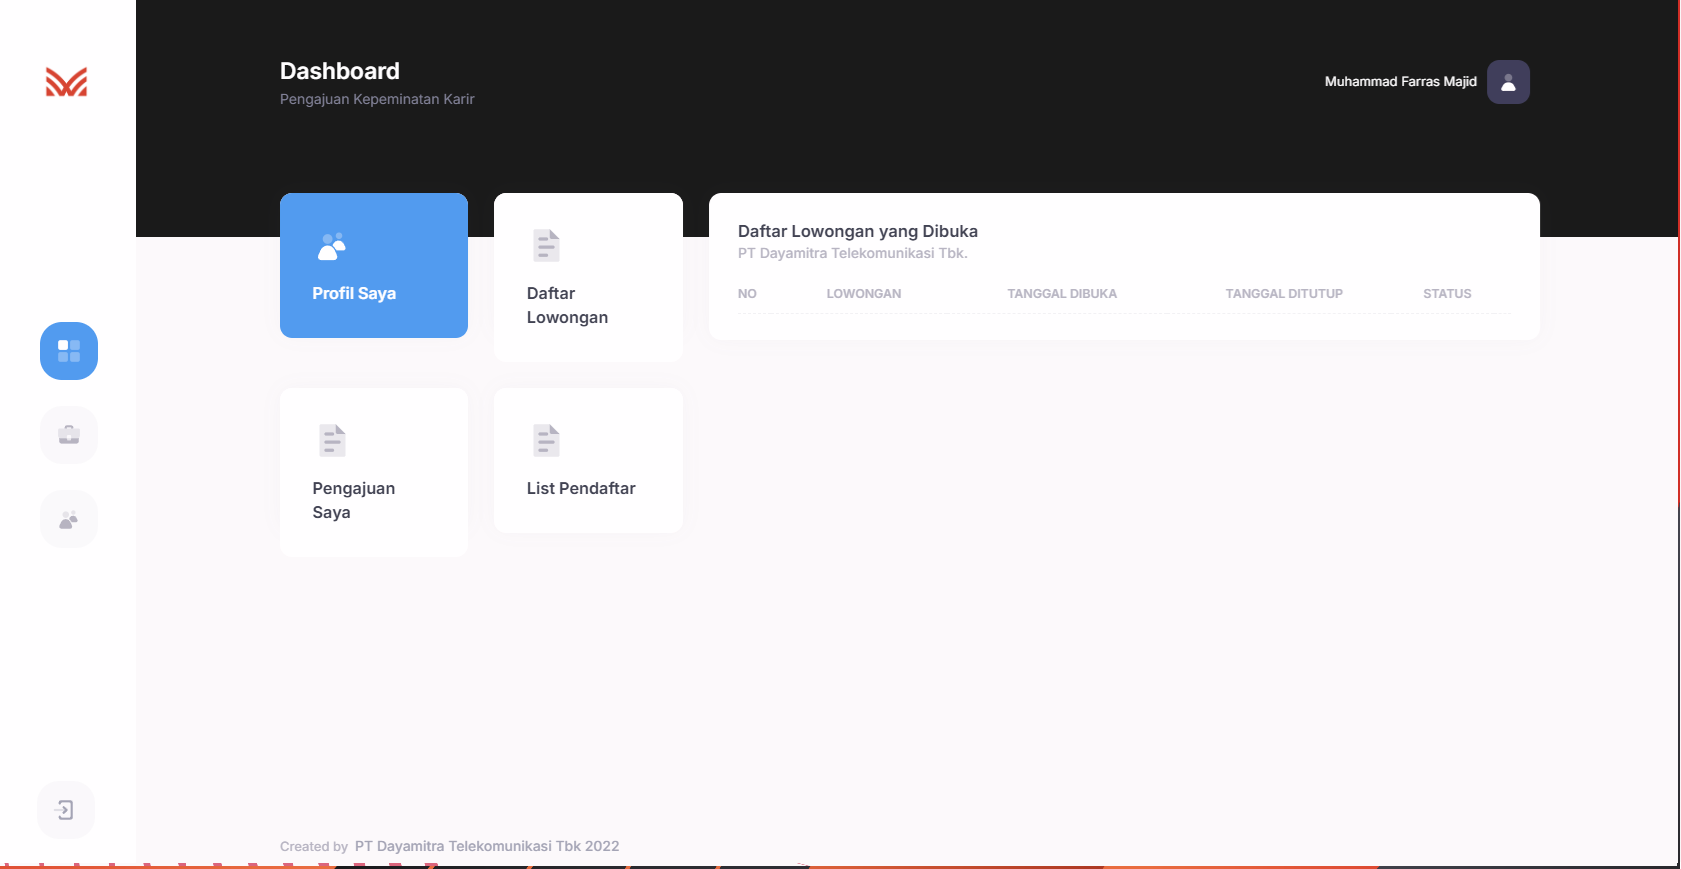 Dashboard
Pengajuan Kepeminatan Karir
Muhammad Farras Majid
Profil Saya
Daftar
Lowongan
Pengajuan
Saya
List Pendaftar
Daftar Lowongan yang Dibuka
PT Dayamitra Telekomunikasi Tbk.
NO LOWONGAN TANGGAL DIBUKA TANGGAL DITUTUP STATUS
Created by PT Dayamitra Telekomunikasi Tbk 2022